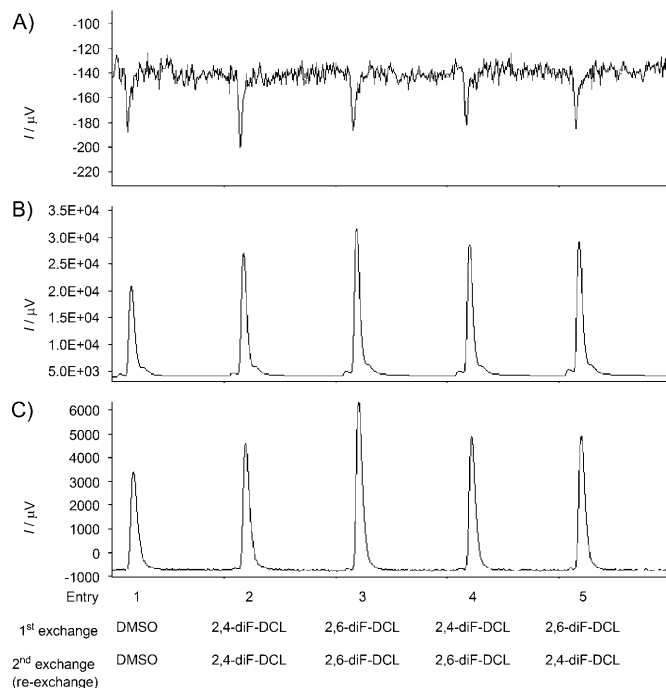 A)
-100
-120
-140
-160
-180
-200
-220
I / μV
B)
3.5E+04
3.0E+04
2.5E+04
2.0E+04
1.5E+04
1.0E+04
5.0E+03
I / μV
C)
6000
5000
4000
3000
2000
1000
0
-1000
I / μV
Entry 1 2 3 4 5
1st exchange DMSO 2,4-diF-DCL 2,6-diF-DCL 2,4-diF-DCL 2,6-diF-DCL
2nd exchange DMSO 2,4-diF-DCL 2,6-diF-DCL 2,6-diF-DCL 2,4-diF-DCL
(re-exchange)